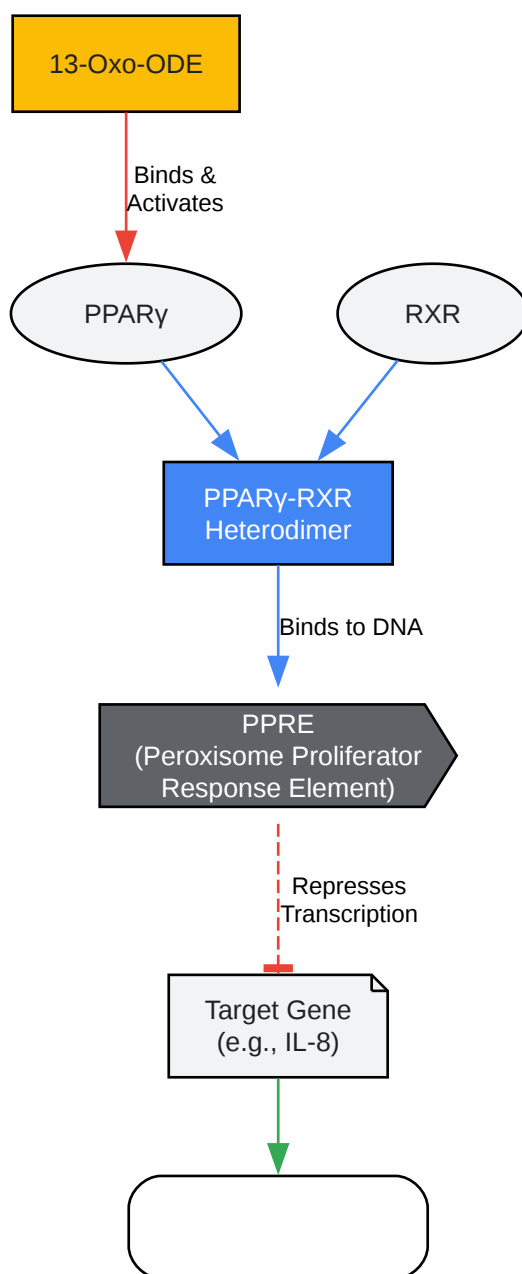 13-Oxo-ODE
Binds &
Activates
PPARγ
RXR
PPARγ-RXR
Heterodimer
Binds to DNA
PPRE
(Peroxisome Proliferator
Response Element)
Represses
Transcription
Target Gene
(e.g., IL-8)